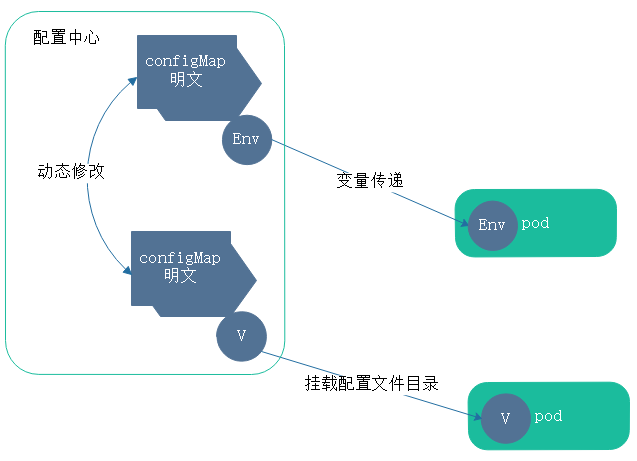 配置中心
configMap
明文
Env
动态修改
变量传递
Env
pod
configMap
明文
V
挂载配置文件目录
V
pod